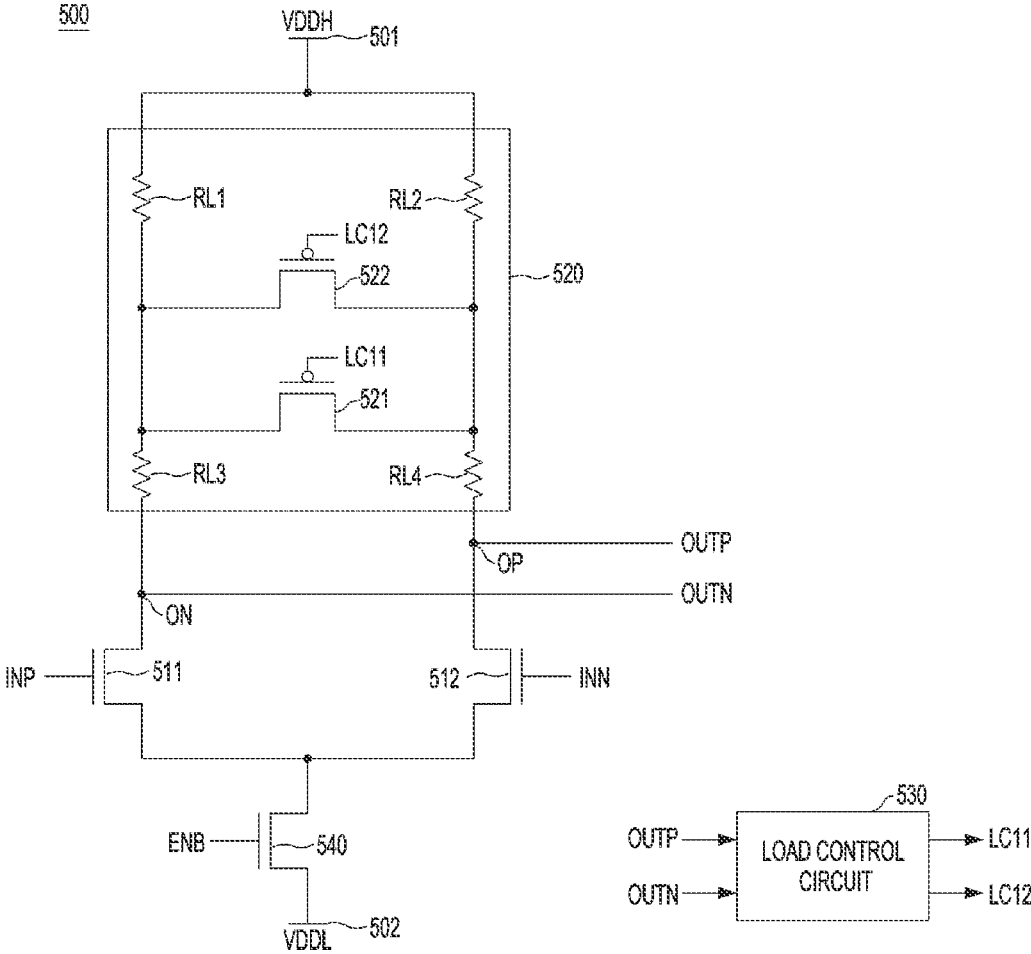 500
VDDH
501
RL1
RL2
LC12
522
520
LC11
521
RL3
RL4
OUTP
OP
OUTN
ON
INP
511
512
INN
ENB
540
VDDL
502
530
OUTP
LOAD CONTROL
CIRCUIT
LC11
OUTN
LC12